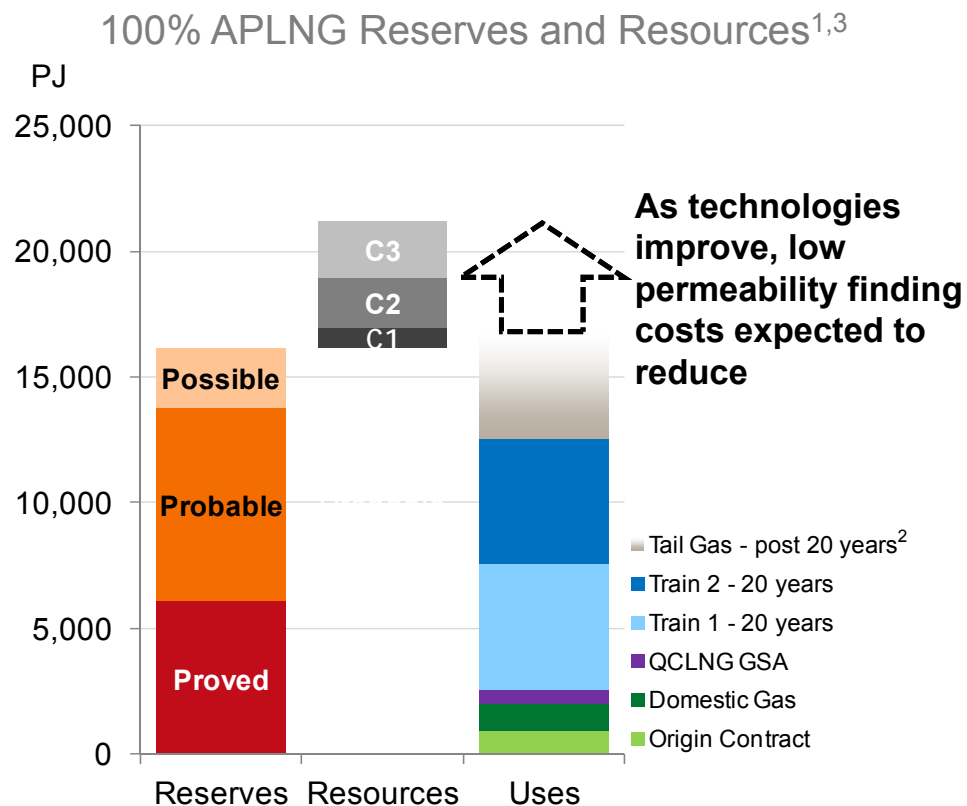 100% APLNG Reserves and Resources1,3
PJ
25,000
20,000
15,000
10,000
5,000
0
C3
C2
C1
Possible
Probable
Proved
As technologies
improve, low
permeability finding
costs expected to
reduce
Tail Gas - post 20 years2
Train 2 - 20 years
Train 1 - 20 years
QCLNG GSA
Domestic Gas
Origin Contract
Reserves Resources Uses